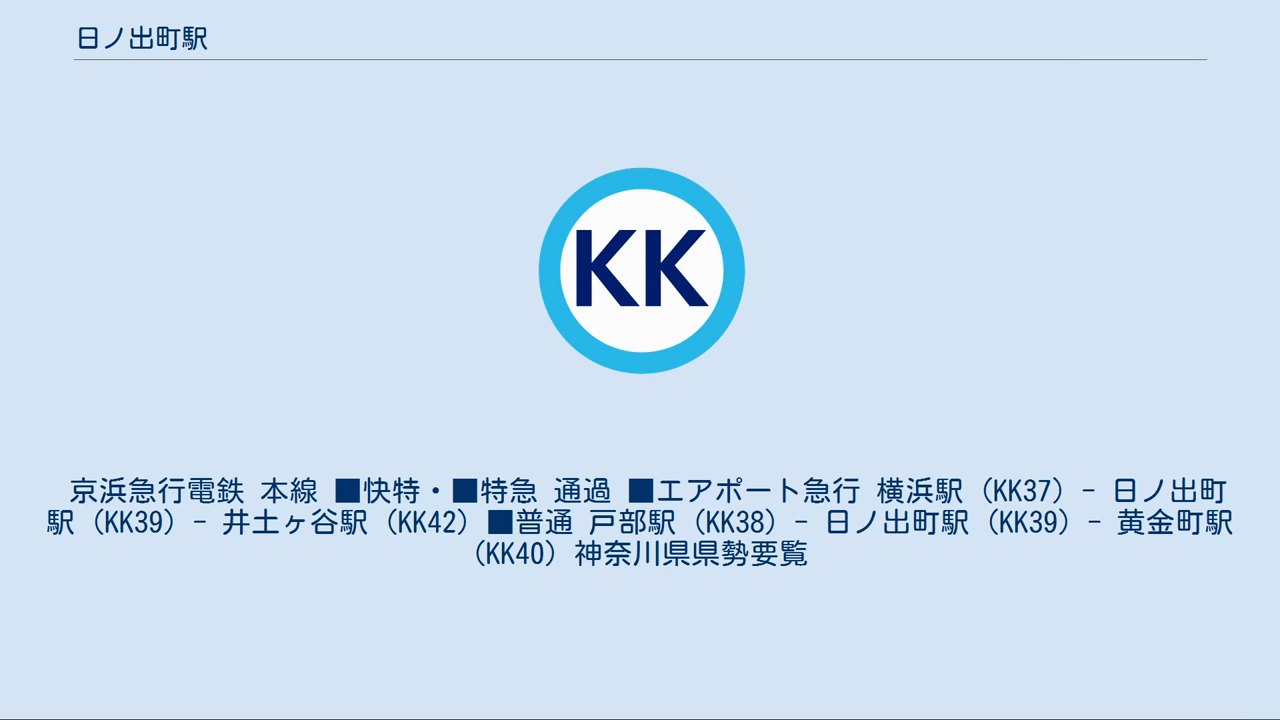 日ノ出町駅
KK
京浜急行電鉄 本線 ■快特・■特急 通過 ■エアポート急行 横浜駅 (KK37) - 日ノ出町
駅 (KK39) - 井土ヶ谷駅 (KK42) ■普通 戸部駅 (KK38) - 日ノ出町駅 (KK39) - 黄金町駅
(KK40) 神奈川県県勢要覧